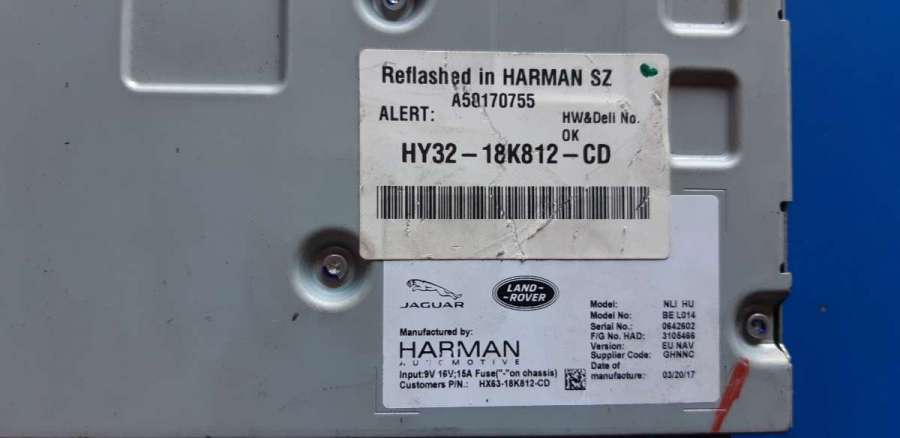 Reflashed in HARMAN SZ
A50170755
ALERT:
HW&Dell No.
OK
HY32-18K812-CD
JAGUAR
LAND-
ROVER
Manufactured by:
HARMAN
AUTOMOTIVE
Input:9V 16V;15A Fuse("-"on chassis)
Customers P/N.: HX63-18K812-CD
Model: NLI HU
Model No: BE L014
Serial No.: 0642602
F/G No. HAD: 3105466
Version: EU NAV
Supplier Code: GHNNC
Date of
manufacture: 03/20/17